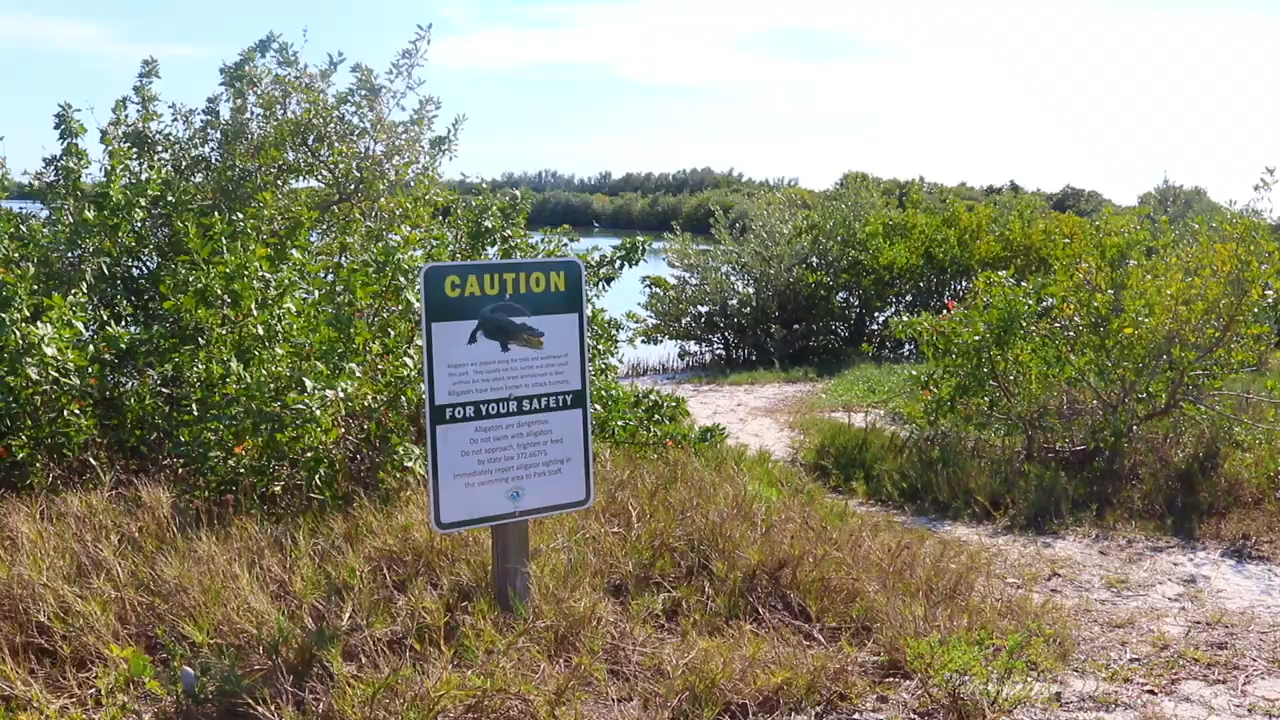 CAUTION
Alligators are present along the trails and waterways of
this park. They usually eat fish, turtles and other small
animals but may attack larger animals such as deer.
Alligators have been known to attack humans.
FOR YOUR SAFETY
Alligators are dangerous.
Do not swim with alligators
Do not approach, frighten or feed
by state law 372.667FS.
Immediately report alligator sighting in
the swimming area to Park Staff.